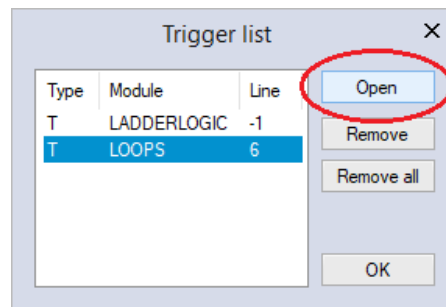 Trigger list
Type Module Line
T LADDERLOGIC -1
T LOOPS 6
Open
Remove
Remove all
OK